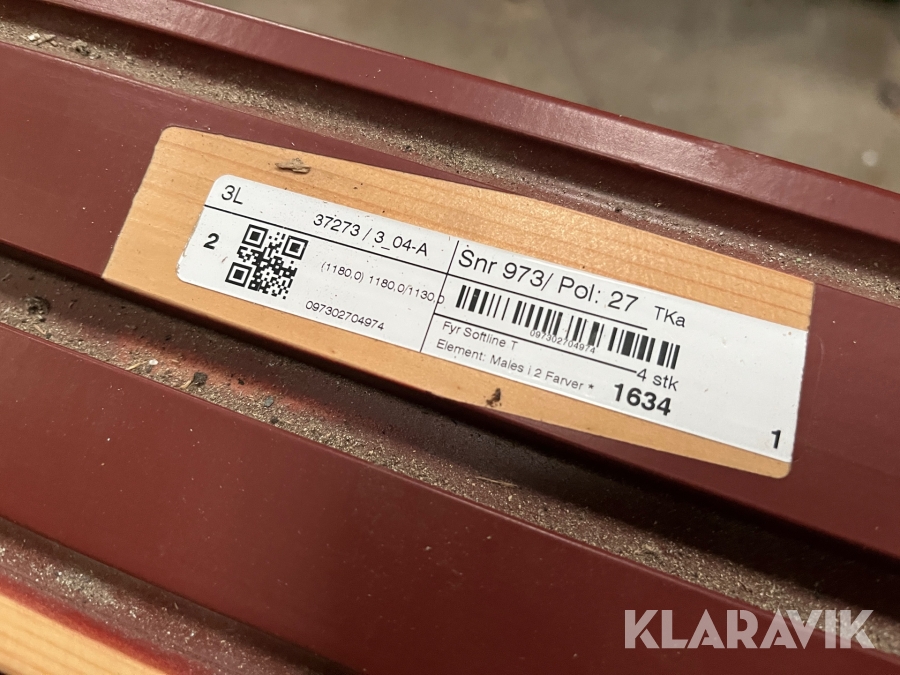 3L
37273 / 3_04-A
2
(1180,0) 1180,0/1130,0
097302704974
Snr 973/ Pol: 27 TKa
097302704974
Fyr Softline T
4 stk
Element: Males i 2 Farver *
1634
1
KLARAVIK